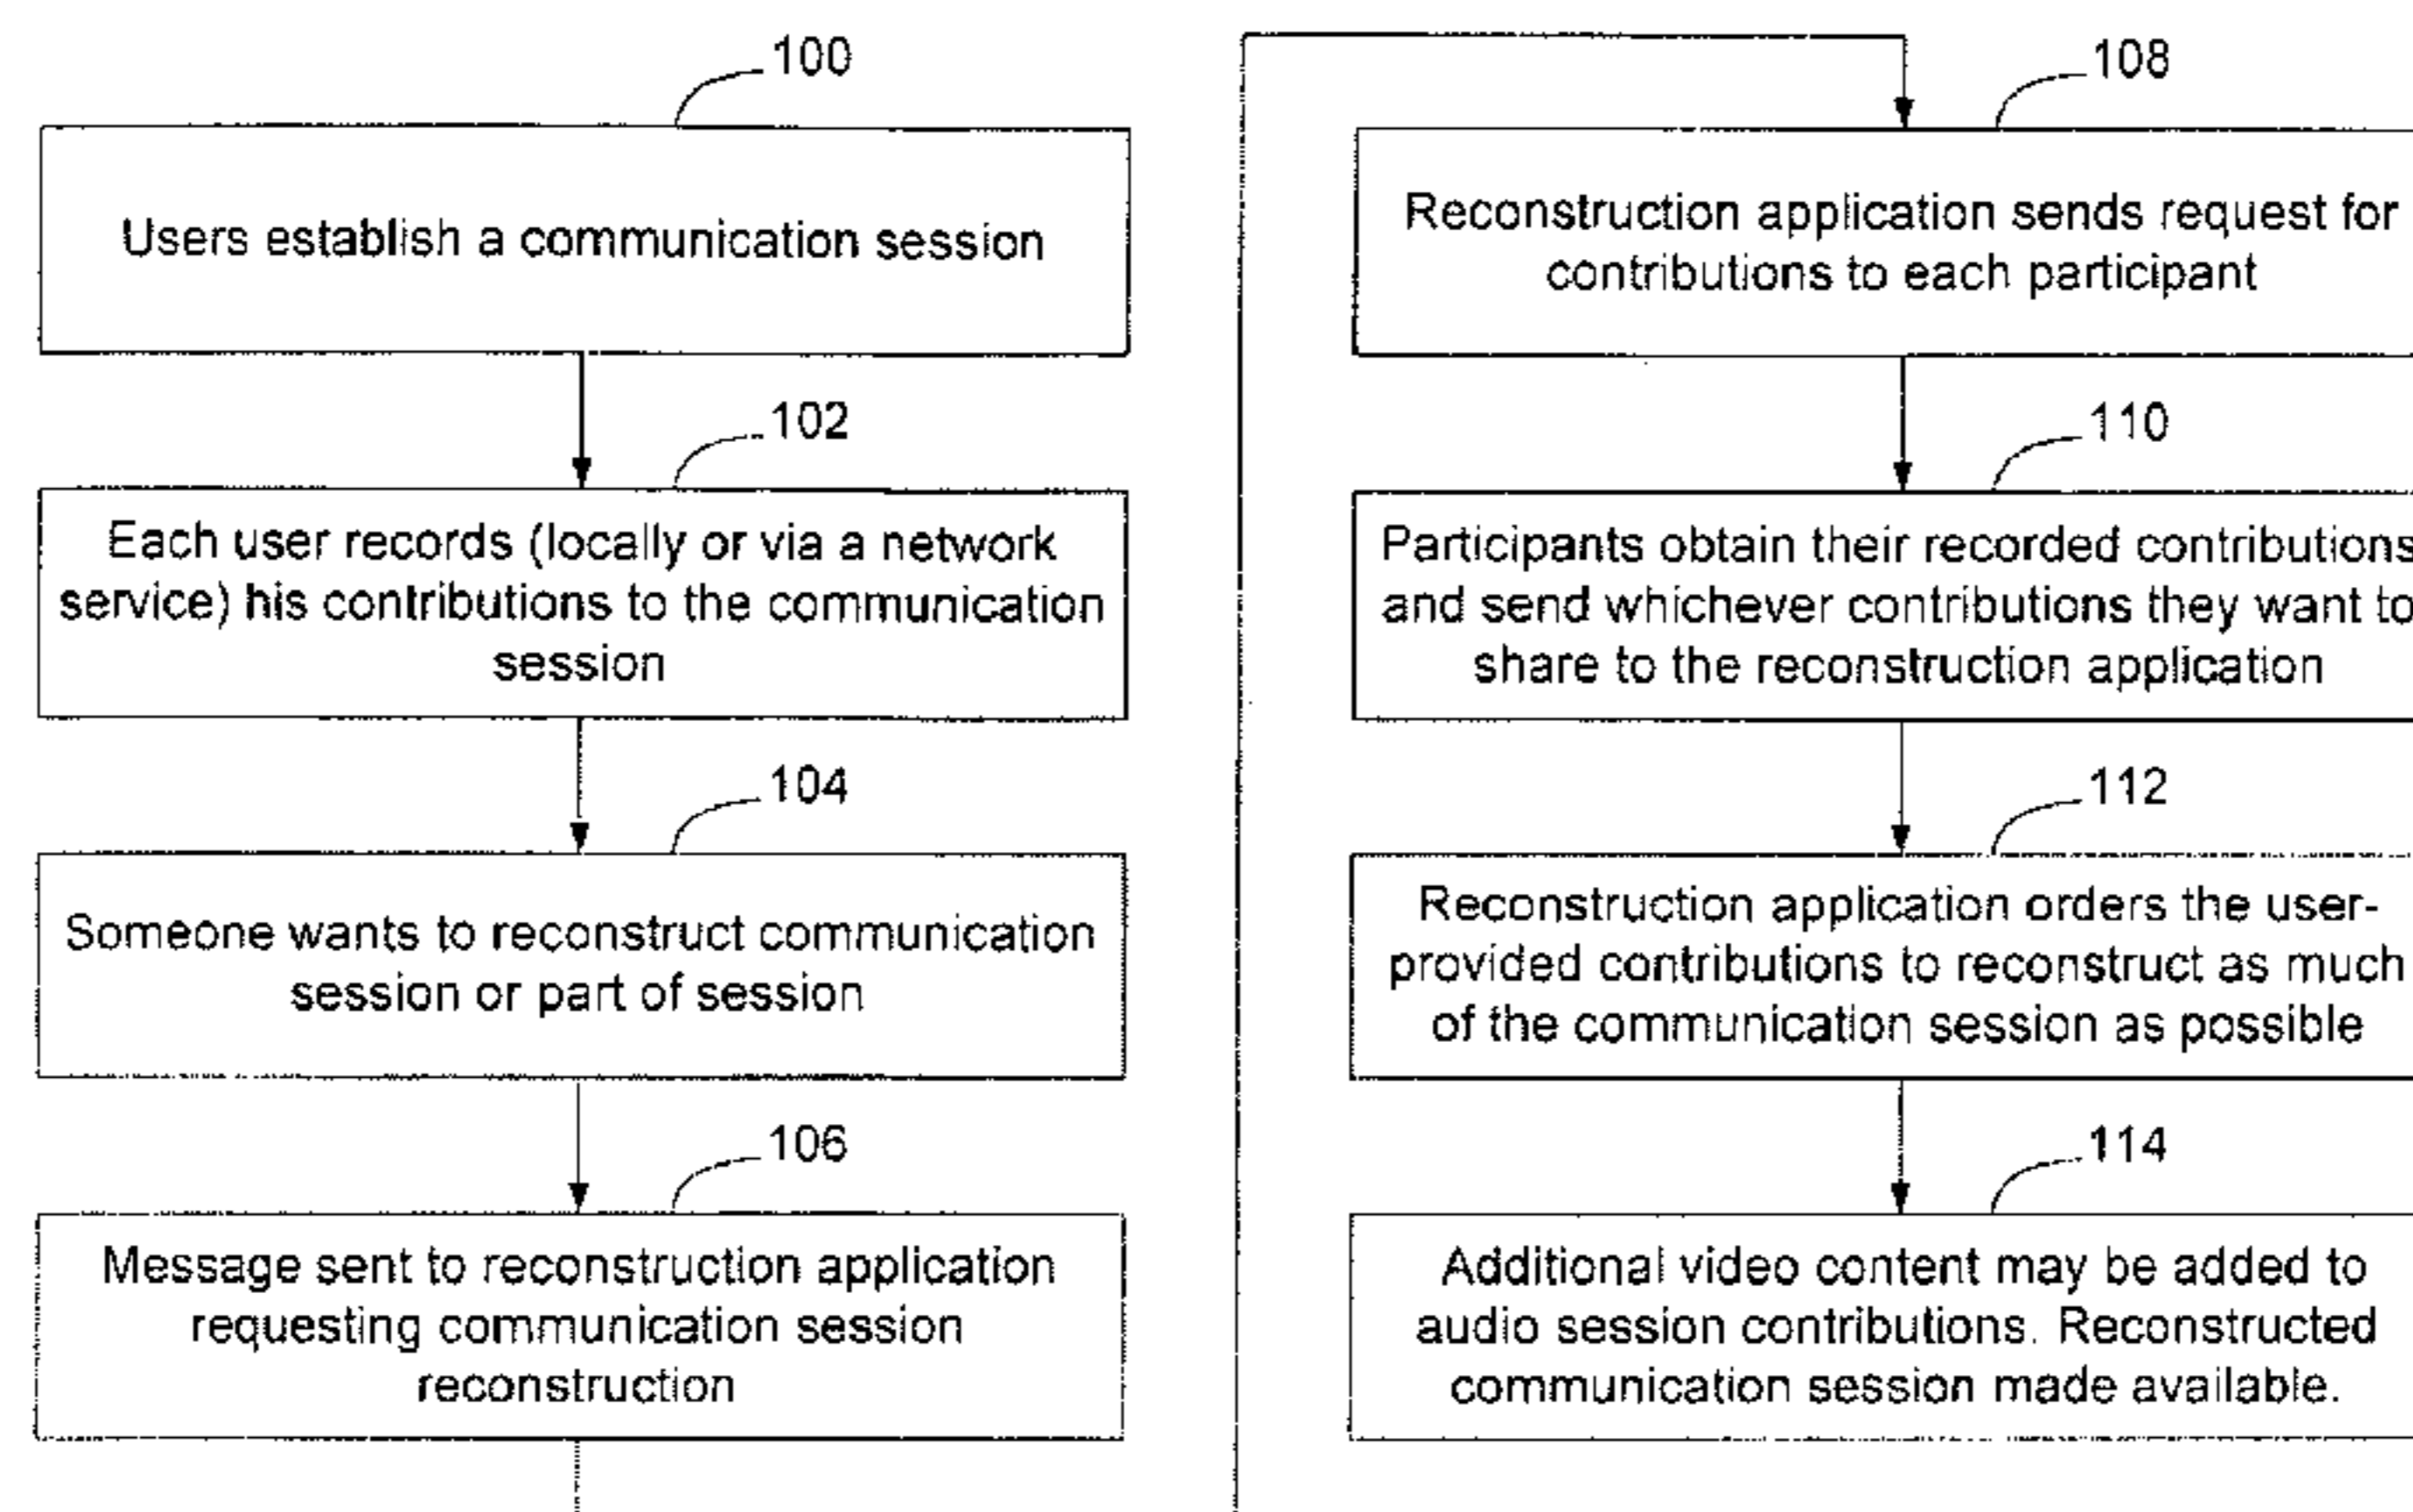 100
Users establish a communication session
102
Each user records (locally or via a network
service) his contributions to the communication
session
104
Someone wants to reconstruct communication
session or part of session
106
Message sent to reconstruction application
requesting communication session
reconstruction
108
Reconstruction application sends request for
contributions to each participant
110
Participants obtain their recorded contributions
and send whichever contributions they want to
share to the reconstruction application
112
Reconstruction application orders the user-
provided contributions to reconstruct as much
of the communication session as possible
114
Additional video content may be added to
audio session contributions. Reconstructed
communication session made available.